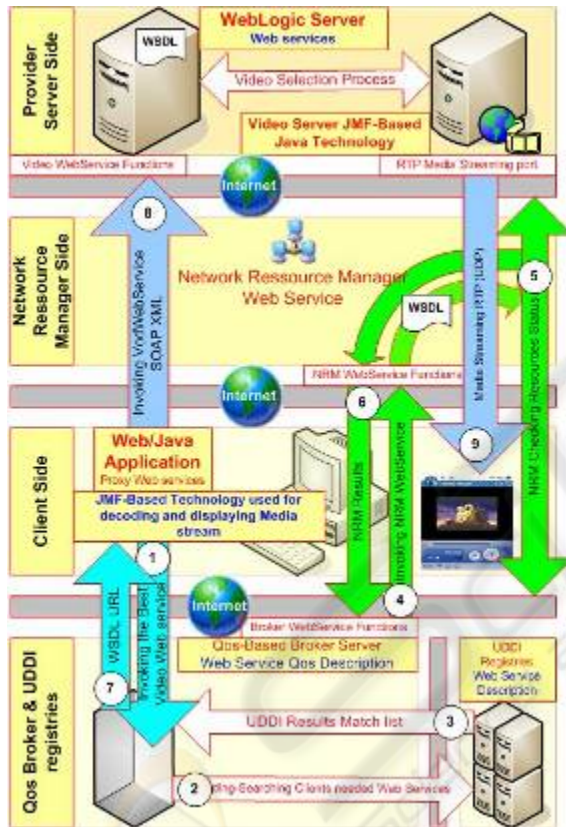 Provider
Server Side
WSDL
WebLogic Server
Web services
Video Selection Process
Video Server JMF-Based
Java Technology
Video WebService Functions
RTP Media Streaming port
Internet
Network
Ressource
Manager Side
8
Invoking VodWebService
SOAP XML
Network Ressource Manager
Web Service
WSDL
5
NRM WebService Functions
Media Streaming RTP (UDP)
NRM Checking Resources Status
Internet
Client Side
Web/Java
Application
Proxy Web services
JMF-Based Technology used for
decoding and displaying Media
stream
6
NRM Results
Invoking NRM WebService
9
1
4
Internet
Broker WebService Functions
Qos Broker & UDDI
registries
WSDL URL
Invoking the Best
Video Web service
7
Qos-Based Broker Server
Web Service Qos Description
UDDI
Registries
Web Service
Description
UDDI Results Match list
3
2
ding-Searching Clients needed Web Services